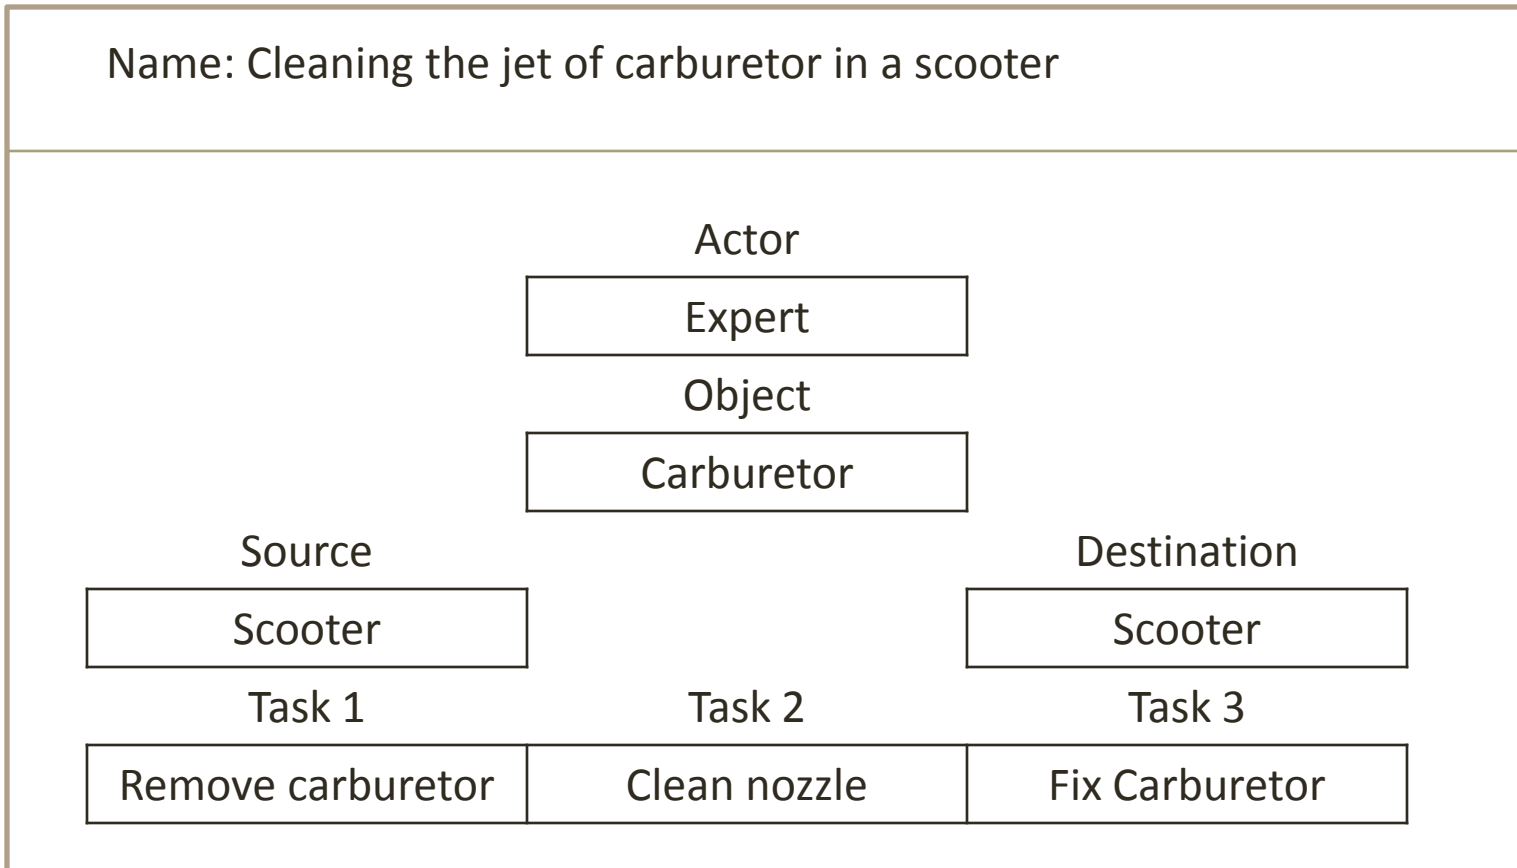 Name: Cleaning the jet of carburetor in a scooter
Actor
Expert
Object
Carburetor
Source Destination
Scooter Scooter
Task 1 Task 2 Task 3
Remove carburetor Clean nozzle Fix Carburetor